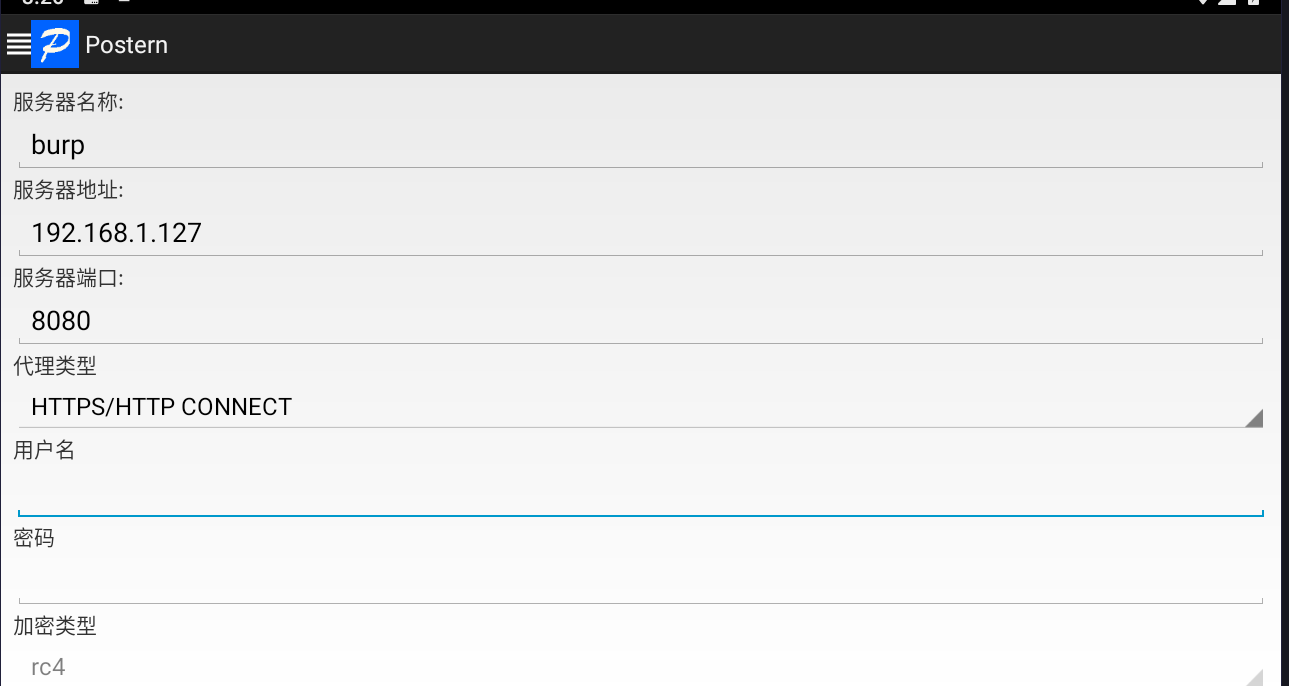 Postern
服务器名称:
burp
服务器地址:
192.168.1.127
服务器端口:
8080
代理类型
HTTPS/HTTP CONNECT
用户名
密码
加密类型
rc4